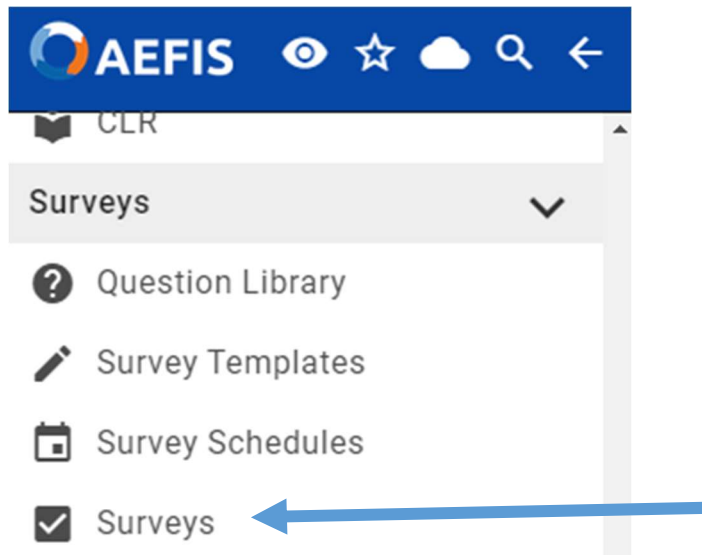 AEFIS
CLR
Surveys
Question Library
Survey Templates
Survey Schedules
Surveys